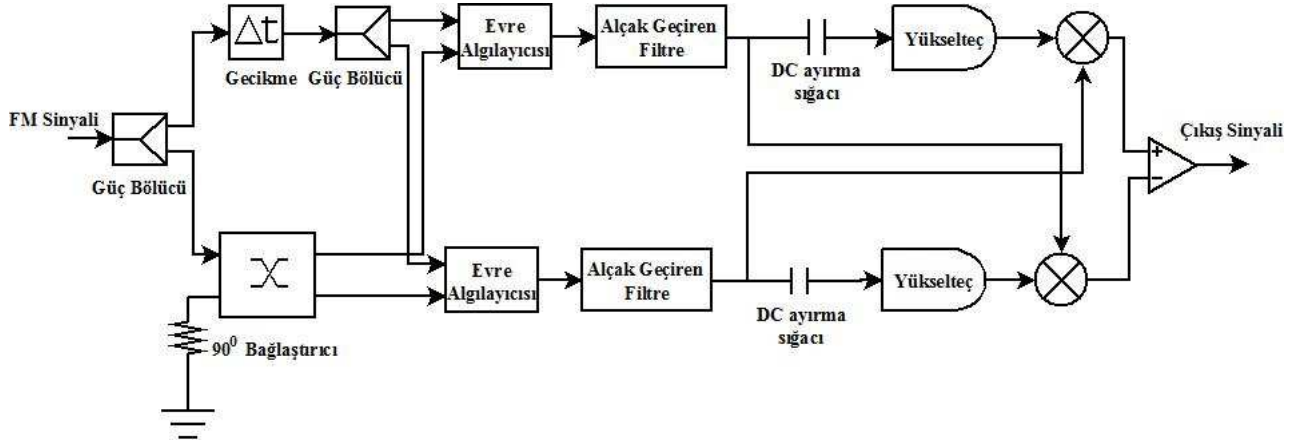 Δt
Gecikme
Güç Bölücü
Evre
Algılayıcısı
Alçak Geçiren
Filtre
DC ayırma
sığacı
Yükselteç
FM Sinyali
Güç Bölücü
+
−
Çıkış Sinyali
Evre
Algılayıcısı
Alçak Geçiren
Filtre
DC ayırma
sığacı
Yükselteç
90⁰ Bağlaştırıcı